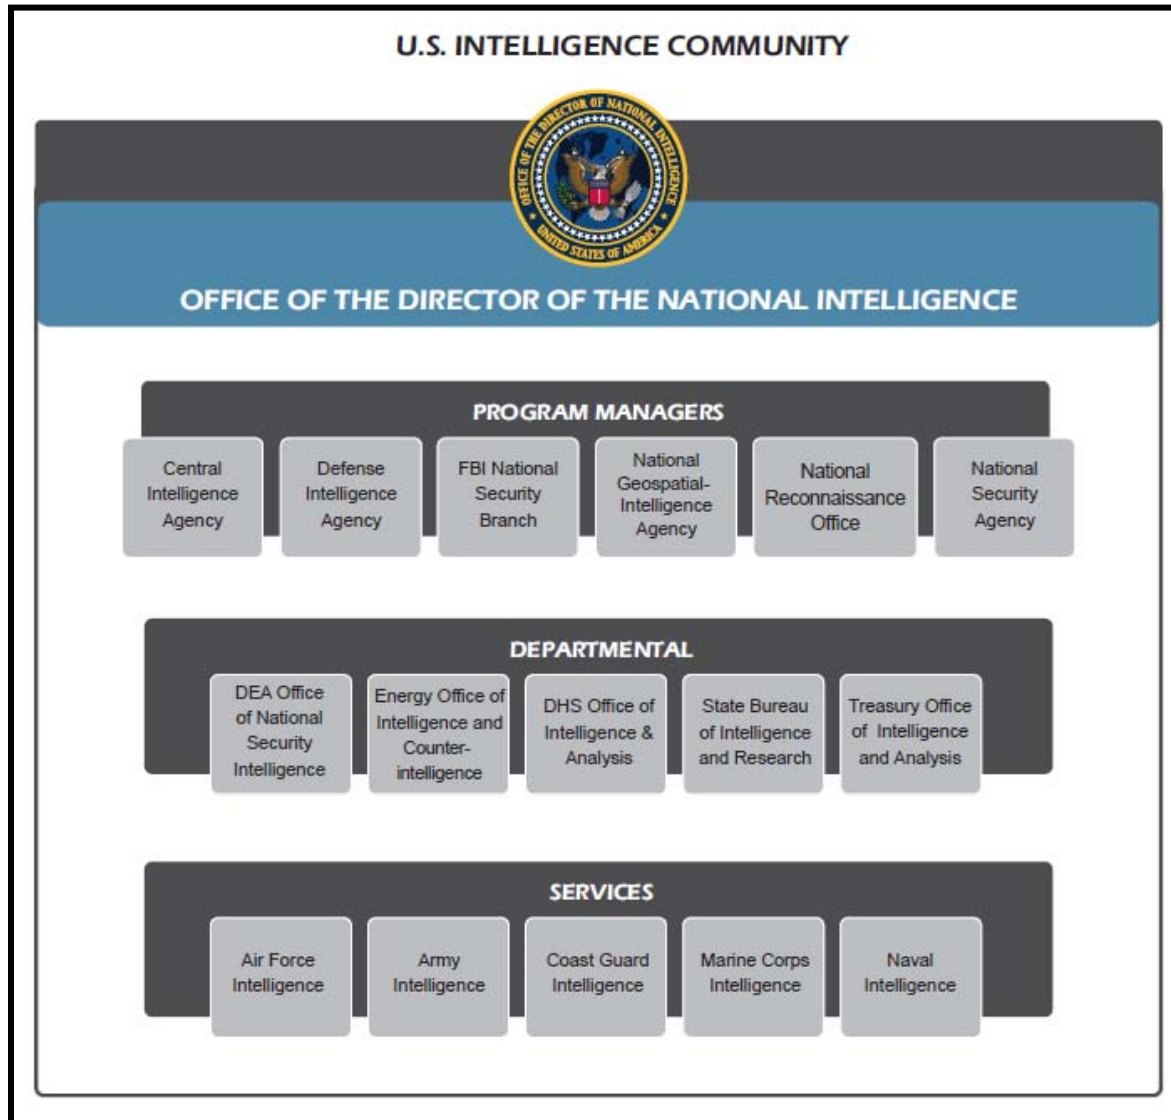 U.S. INTELLIGENCE COMMUNITY
OFFICE OF THE DIRECTOR OF NATIONAL INTELLIGENCE
UNITED STATES OF AMERICA
OFFICE OF THE DIRECTOR OF THE NATIONAL INTELLIGENCE
PROGRAM MANAGERS
Central
Intelligence
Agency
Defense
Intelligence
Agency
FBI National
Security
Branch
National
Geospatial-
Intelligence
Agency
National
Reconnaissance
Office
National
Security
Agency
DEPARTMENTAL
DEA Office
of National
Security
Intelligence
Energy Office of
Intelligence and
Counter-
intelligence
DHS Office of
Intelligence &
Analysis
State Bureau
of Intelligence
and Research
Treasury Office
of Intelligence
and Analysis
SERVICES
Air Force
Intelligence
Army
Intelligence
Coast Guard
Intelligence
Marine Corps
Intelligence
Naval
Intelligence